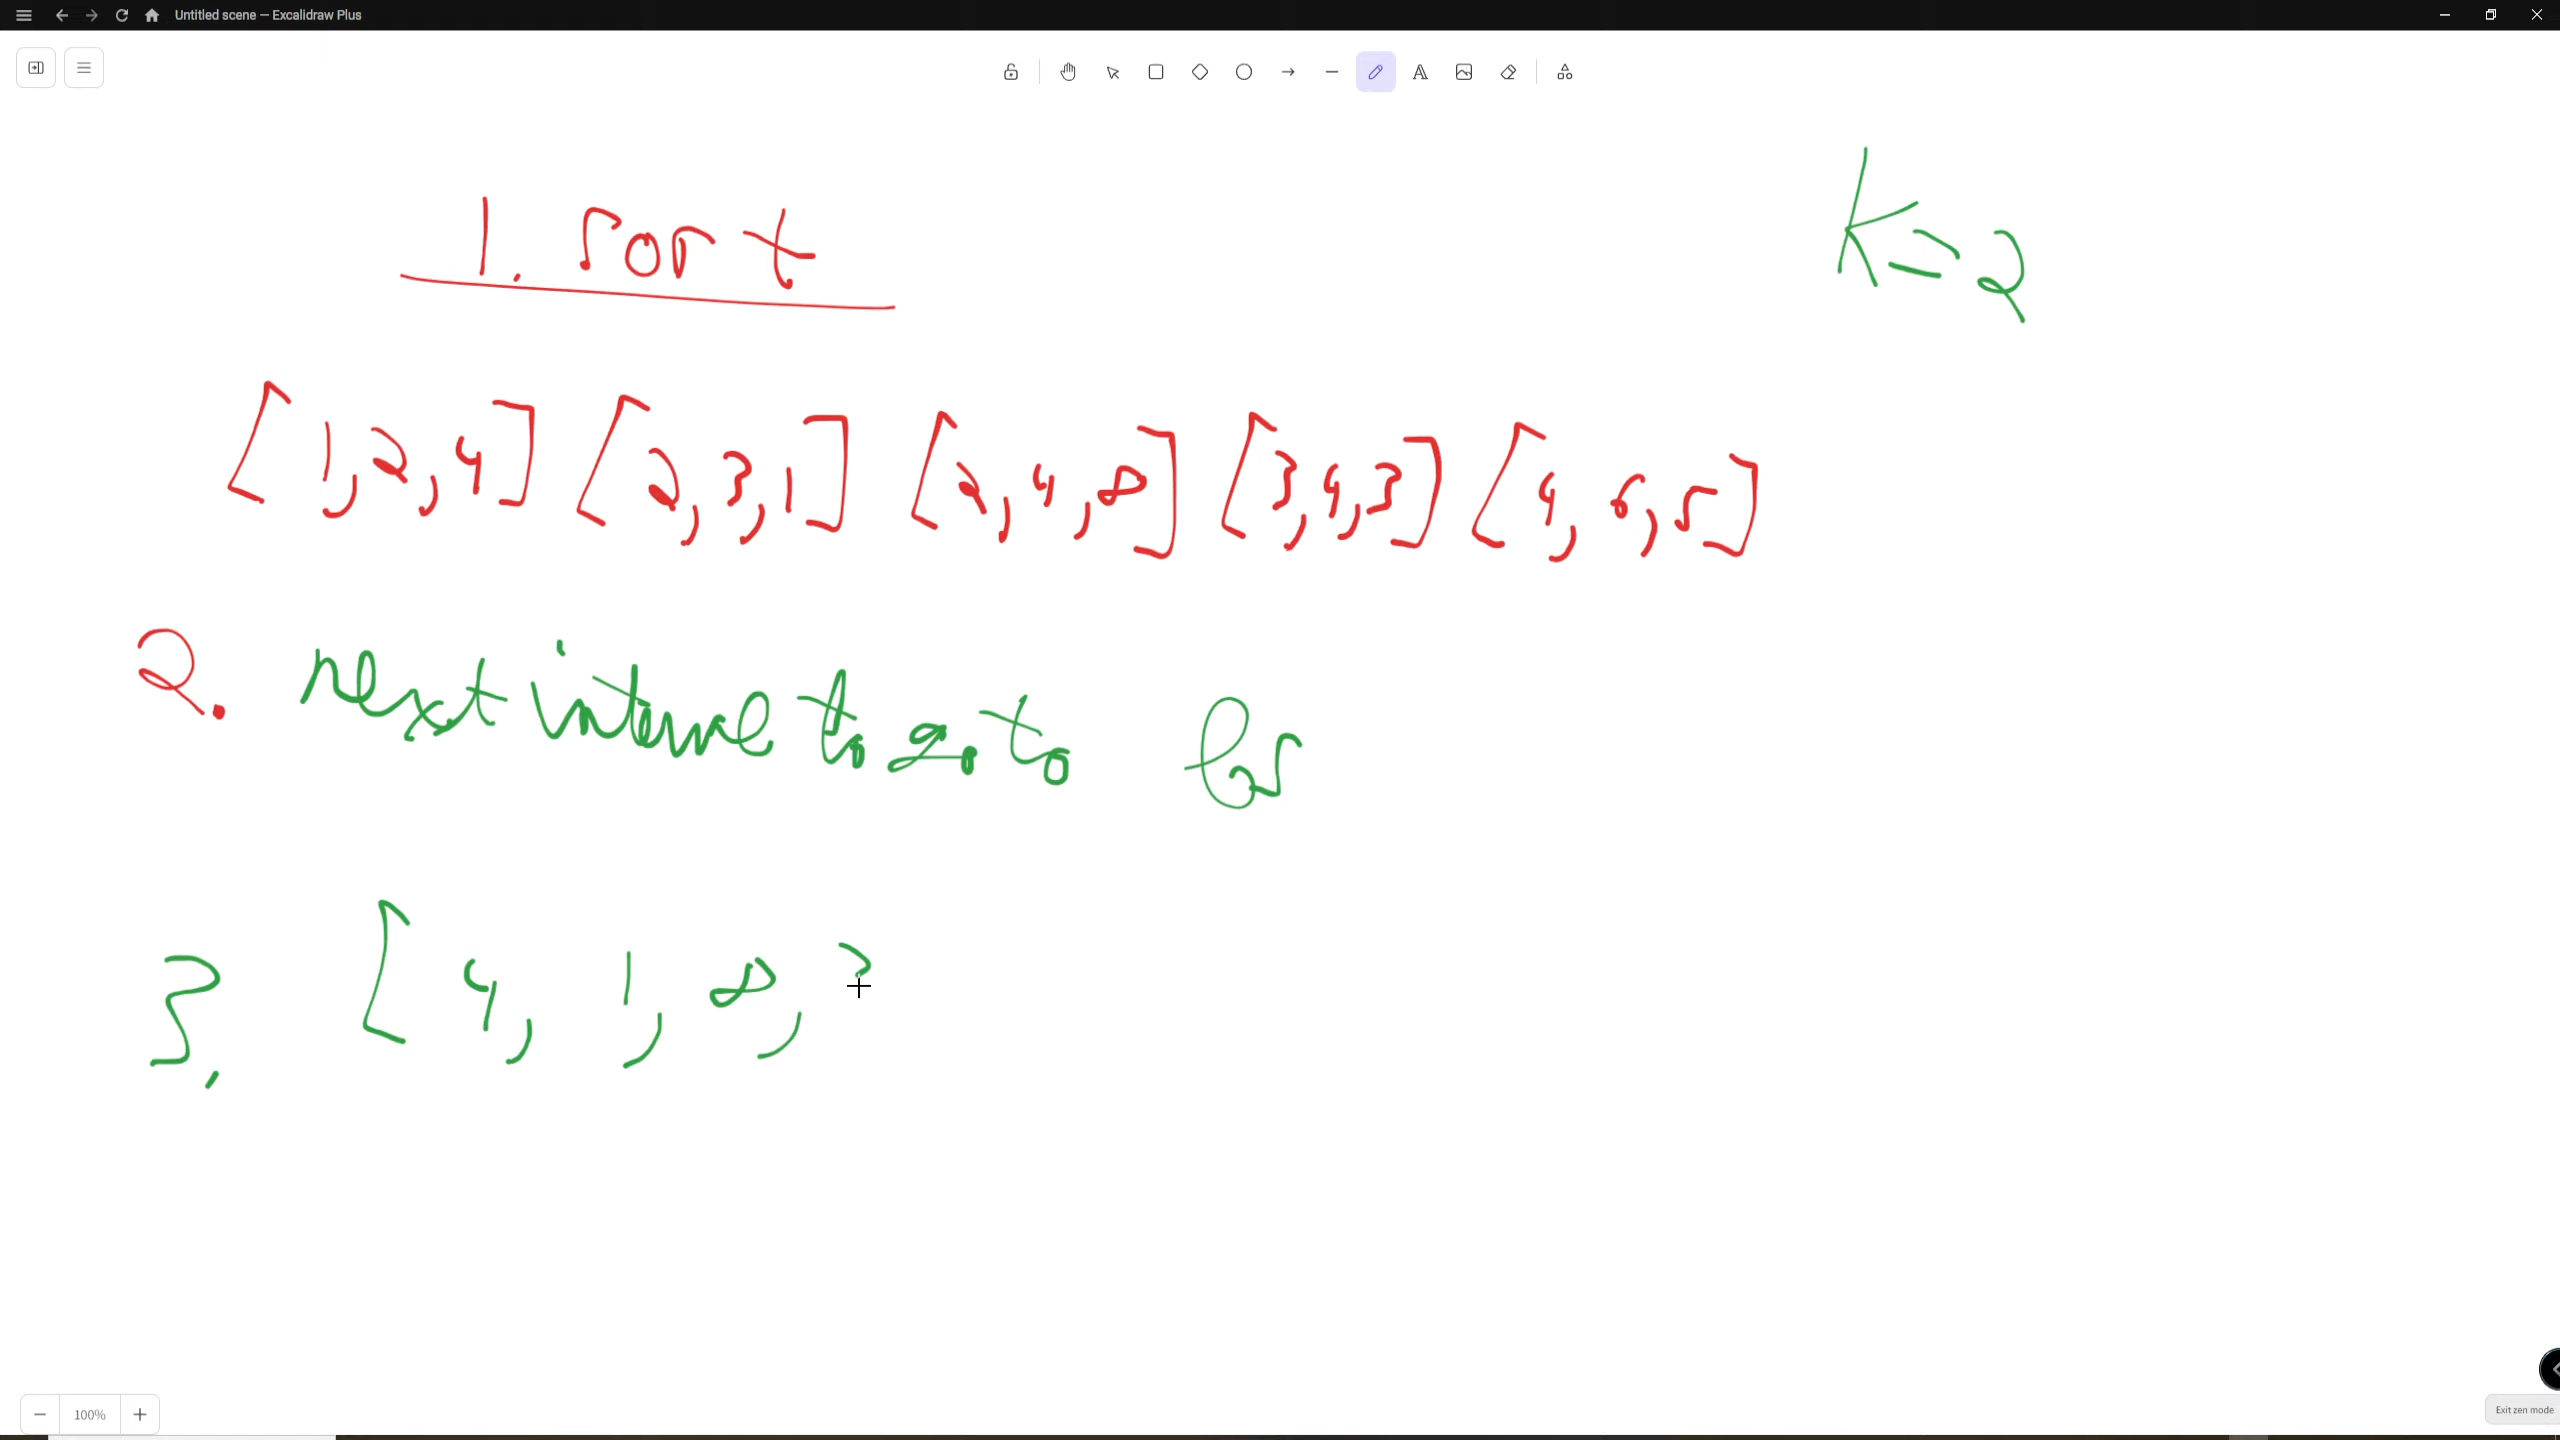 Untitled scene — Excalidraw Plus
K=2
1. sort
[1,2,4] [2,3,1] [2,4,8] [3,4,3] [4,6,5]
2. next interval to go to bs
3. [4, 1, 8,
100%
Exit zen mode